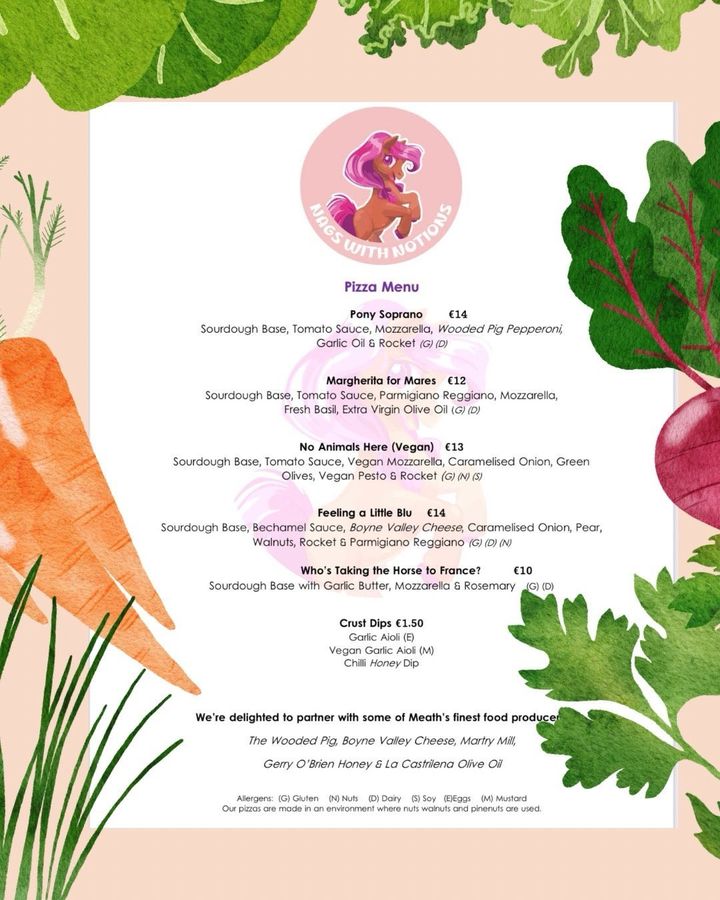 NAGS WITH NOTIONS
Pizza Menu
Pony Soprano €14
Sourdough Base, Tomato Sauce, Mozzarella, Wooded Pig Pepperoni,
Garlic Oil & Rocket (G) (D)
Margherita for Mares €12
Sourdough Base, Tomato Sauce, Parmigiano Reggiano, Mozzarella,
Fresh Basil, Extra Virgin Olive Oil (G) (D)
No Animals Here (Vegan) €13
Sourdough Base, Tomato Sauce, Vegan Mozzarella, Caramelised Onion, Green
Olives, Vegan Pesto & Rocket (G) (N) (S)
Feeling a Little Blu €14
Sourdough Base, Bechamel Sauce, Boyne Valley Cheese, Caramelised Onion, Pear,
Walnuts, Rocket & Parmigiano Reggiano (G) (D) (N)
Who's Taking the Horse to France? €10
Sourdough Base with Garlic Butter, Mozzarella & Rosemary (G) (D)
Crust Dips €1.50
Garlic Aioli (E)
Vegan Garlic Aioli (M)
Chilli Honey Dip
We're delighted to partner with some of Meath's finest food produce
The Wooded Pig, Boyne Valley Cheese, Martry Mill,
Gerry O'Brien Honey & La Castrilena Olive Oil
Allergens: (G) Gluten (N) Nuts (D) Dairy (S) Soy (E)Eggs (M) Mustard
Our pizzas are made in an environment where nuts walnuts and pinenuts are used.